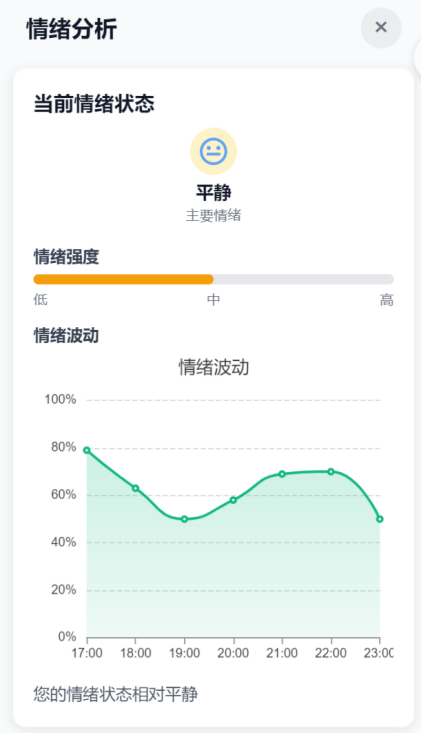 情绪分析
×
当前情绪状态
平静
主要情绪
情绪强度
低 中 高
情绪波动
情绪波动
100%
80%
60%
40%
20%
0%
17:00 18:00 19:00 20:00 21:00 22:00 23:00
您的情绪状态相对平静